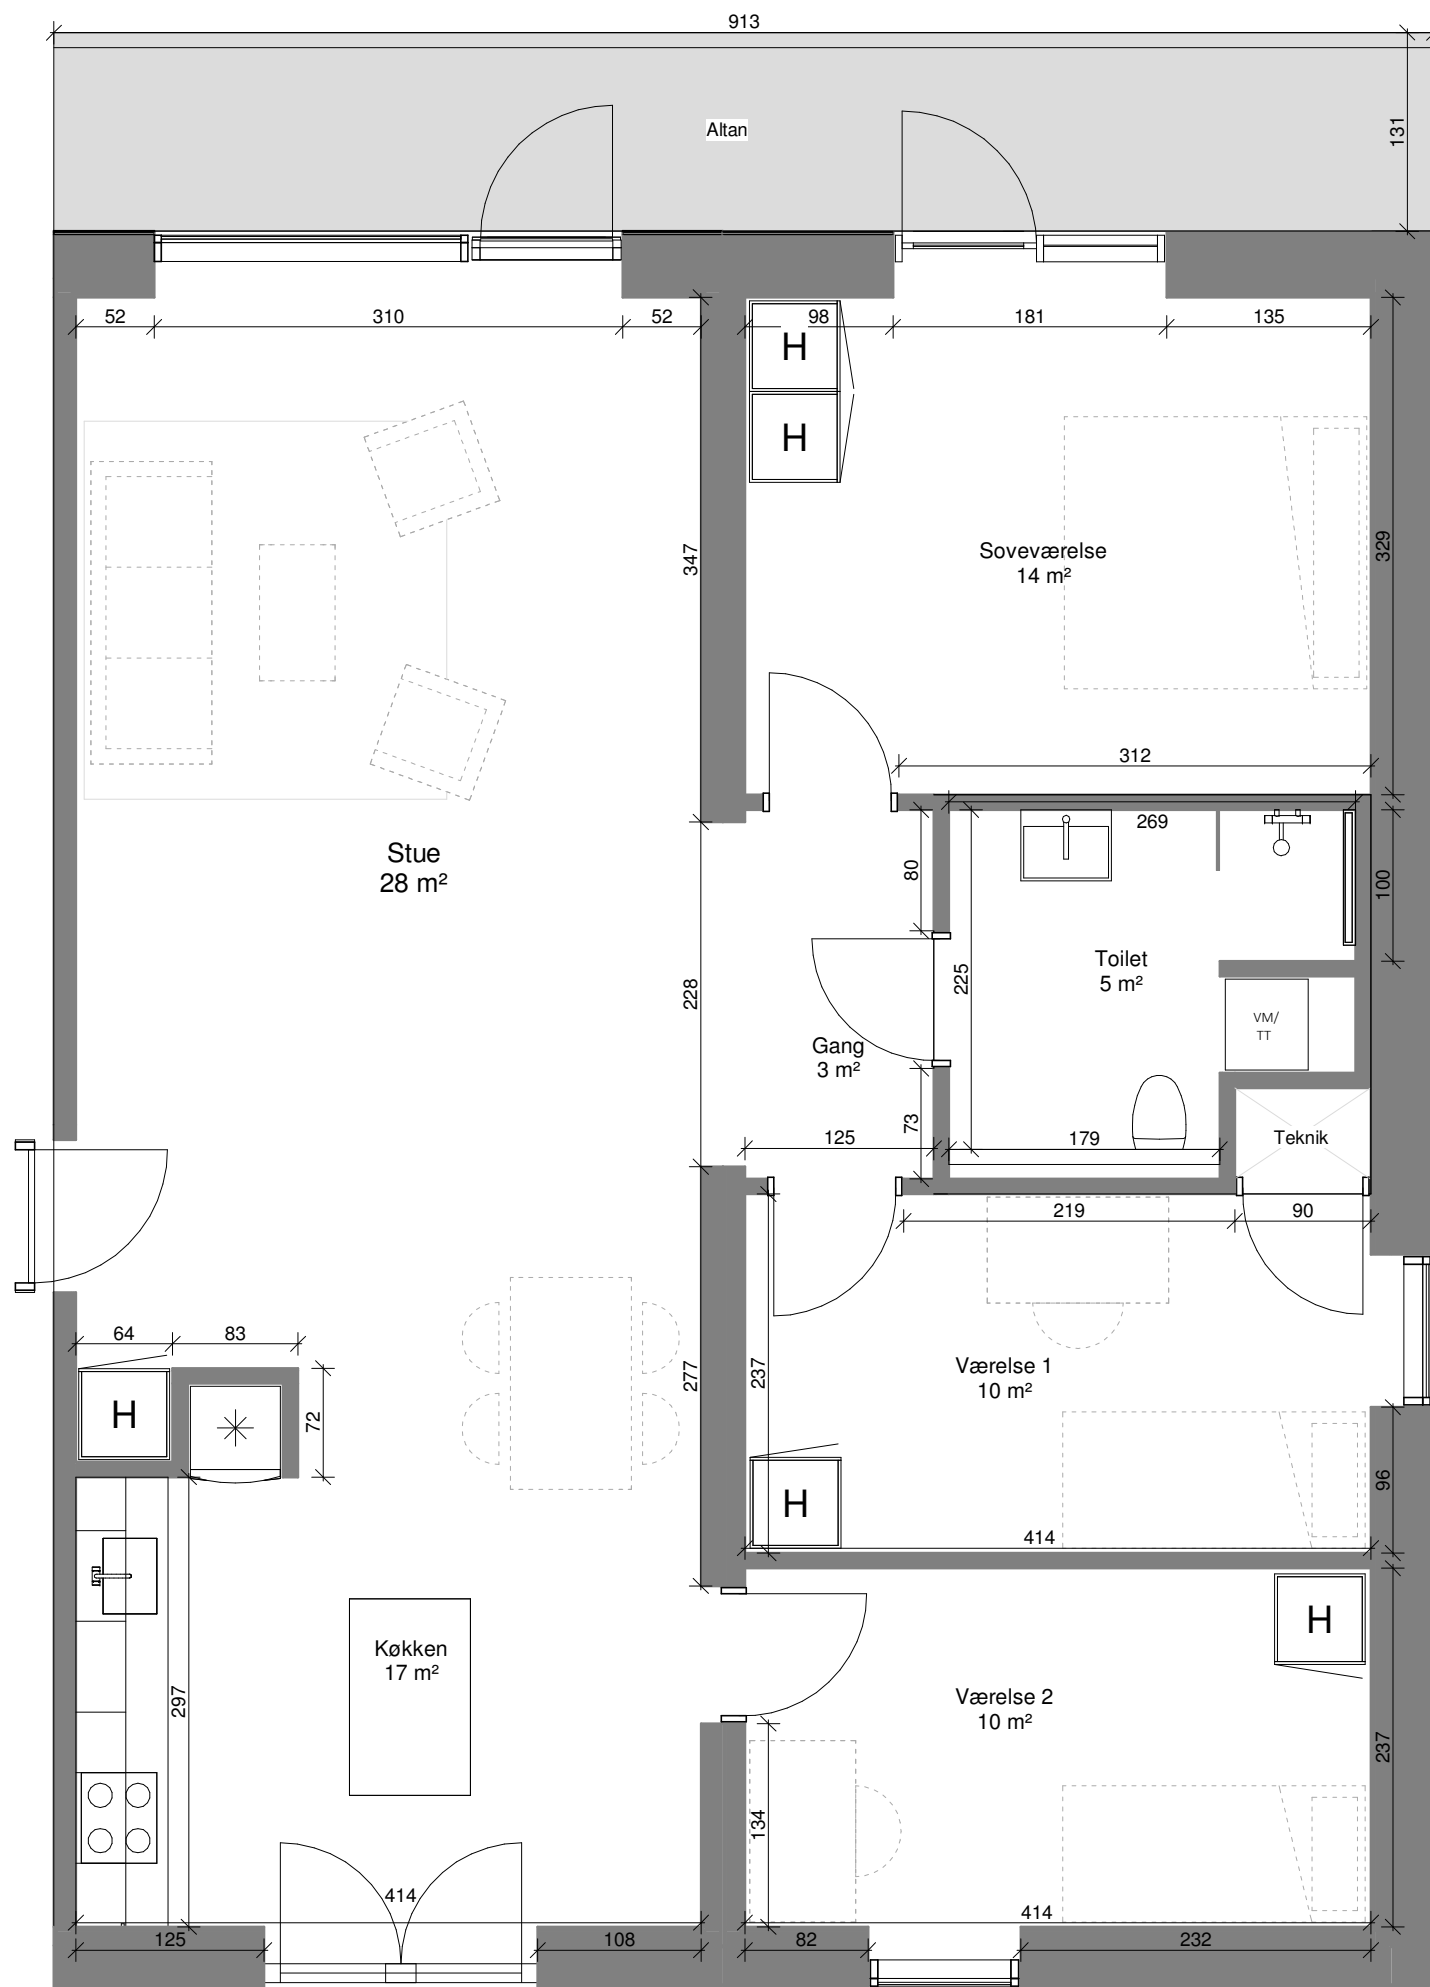 913
Altan
131
52
310
52
98
181
135
H
H
347
Soveværelse
14 m²
329
312
Stue
28 m²
269
80
100
Toilet
5 m²
225
228
VM/
TT
Gang
3 m²
73
125
179
Teknik
219
90
64
83
H
72
277
237
Værelse 1
10 m²
96
H
414
H
Køkken
17 m²
297
Værelse 2
10 m²
237
134
414
414
125
108
82
232